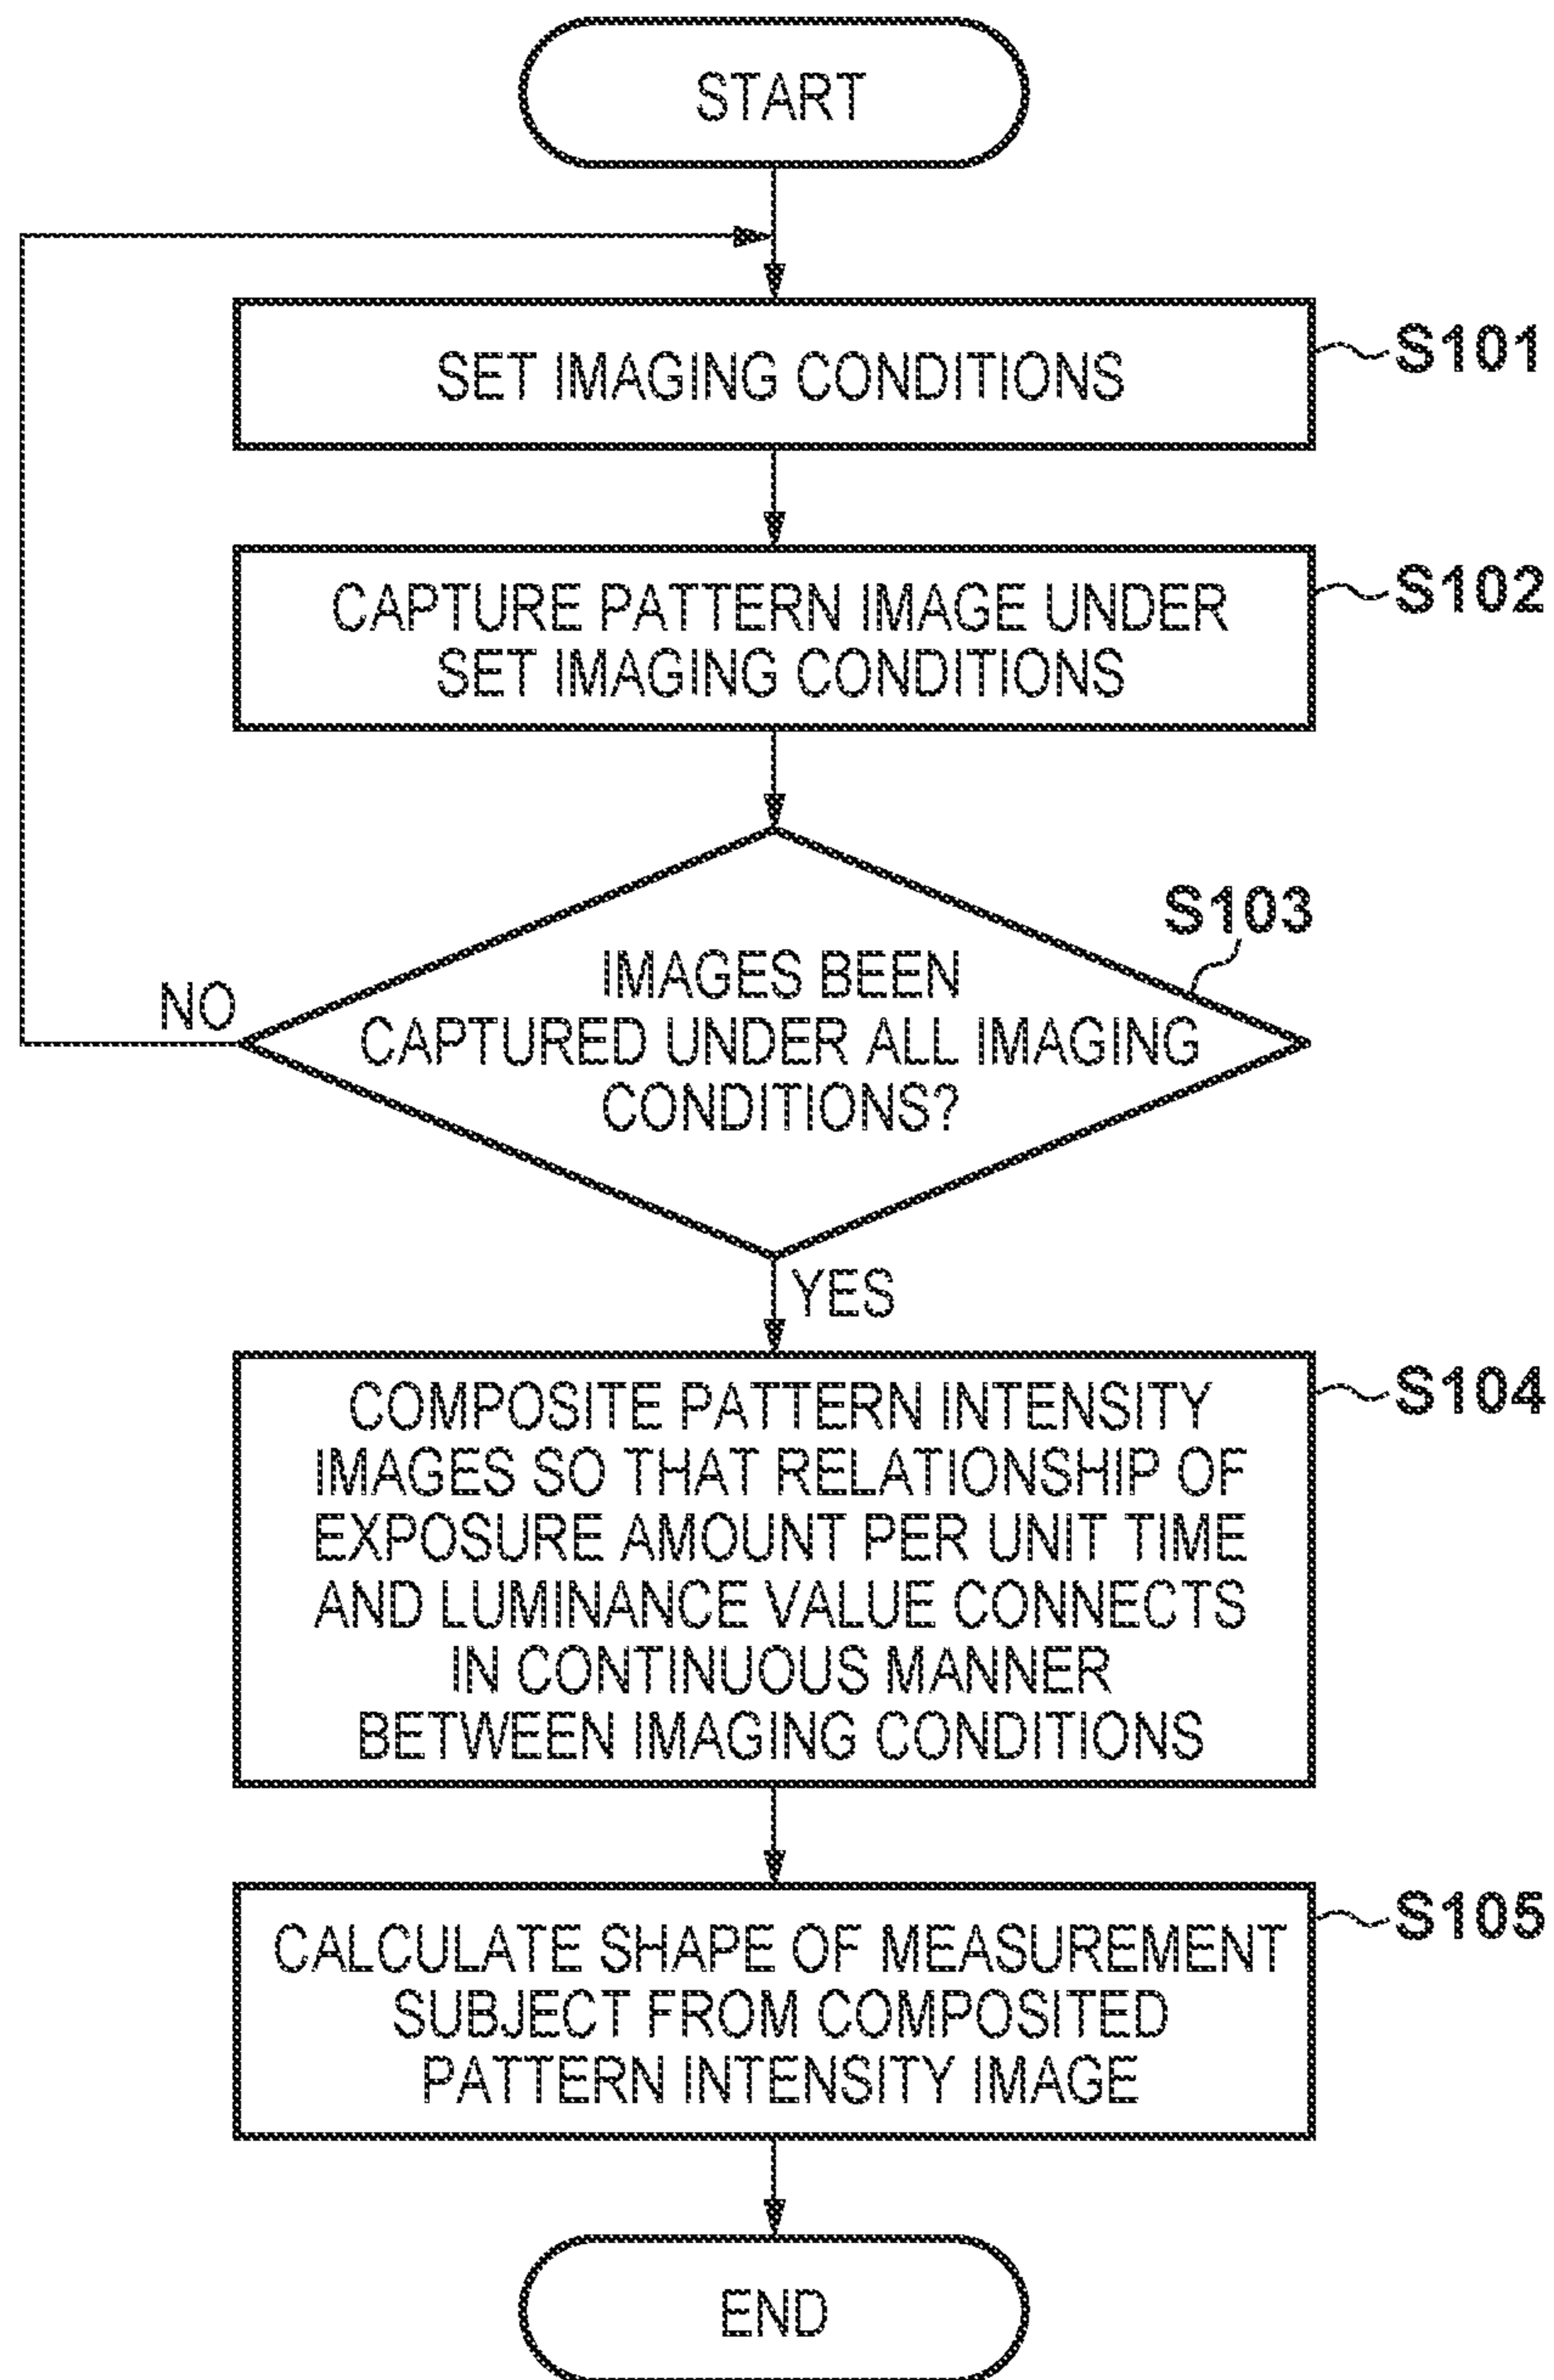 START
SET IMAGING CONDITIONS
S101
CAPTURE PATTERN IMAGE UNDER
SET IMAGING CONDITIONS
S102
S103
IMAGES BEEN
CAPTURED UNDER ALL IMAGING
CONDITIONS?
NO
YES
COMPOSITE PATTERN INTENSITY
IMAGES SO THAT RELATIONSHIP OF
EXPOSURE AMOUNT PER UNIT TIME
AND LUMINANCE VALUE CONNECTS
IN CONTINUOUS MANNER
BETWEEN IMAGING CONDITIONS
S104
CALCULATE SHAPE OF MEASUREMENT
SUBJECT FROM COMPOSITED
PATTERN INTENSITY IMAGE
S105
END